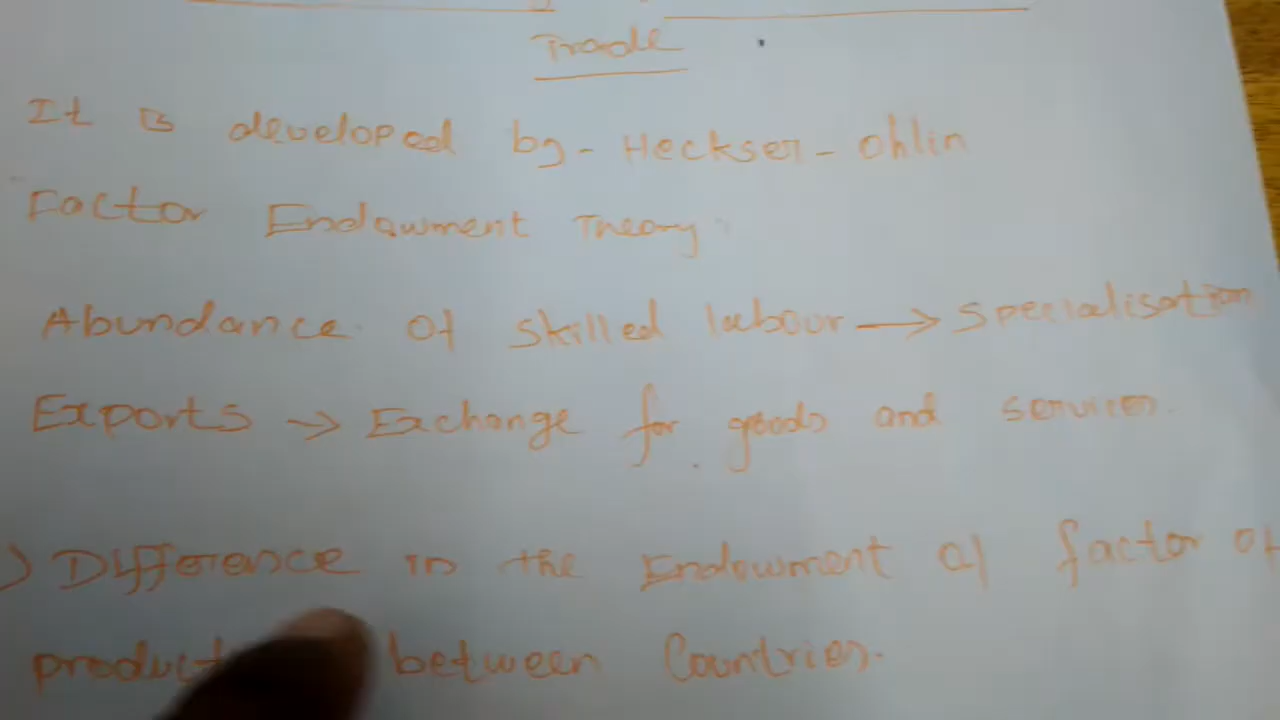 Trade
It is developed by - Heckser - Ohlin
Factor Endowment Theory:
Abundance of skilled labour → Specialisation
Exports → Exchange for goods and services.
) Difference in the Endowment of factor of
product between Countries.